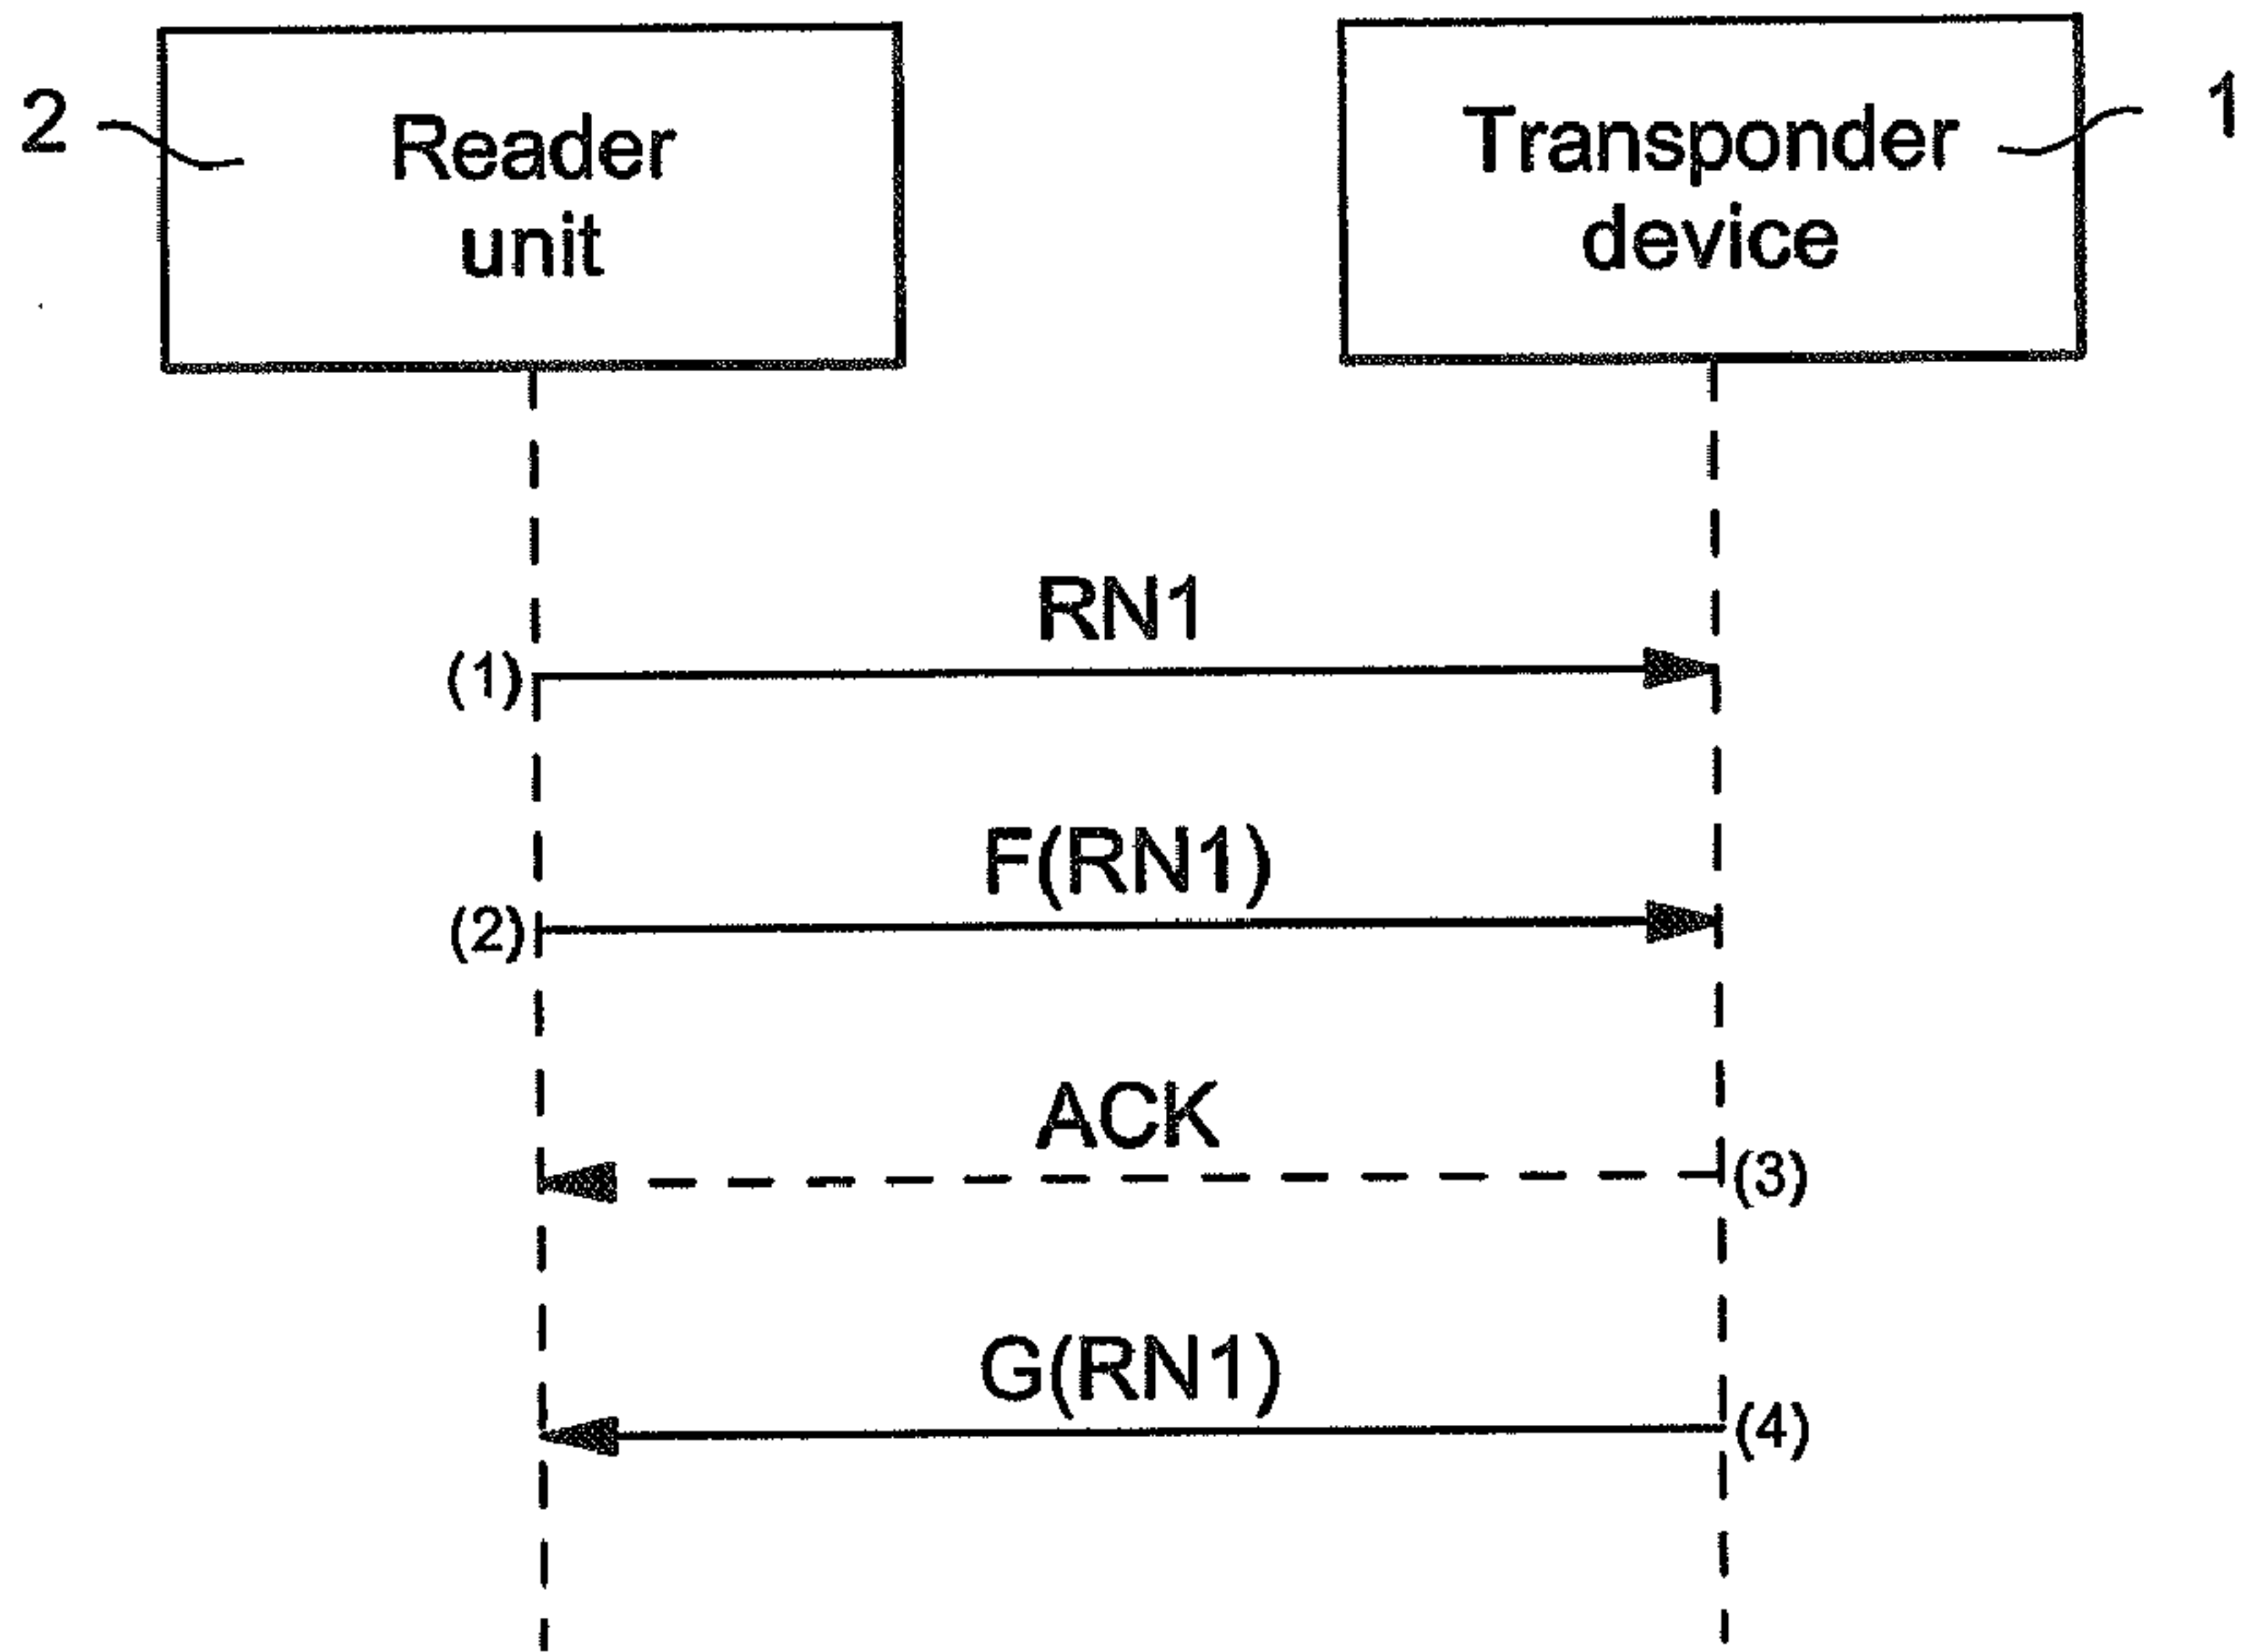 2
Reader
unit
Transponder
device
1
RN1
(1)
F(RN1)
(2)
ACK
(3)
G(RN1)
(4)